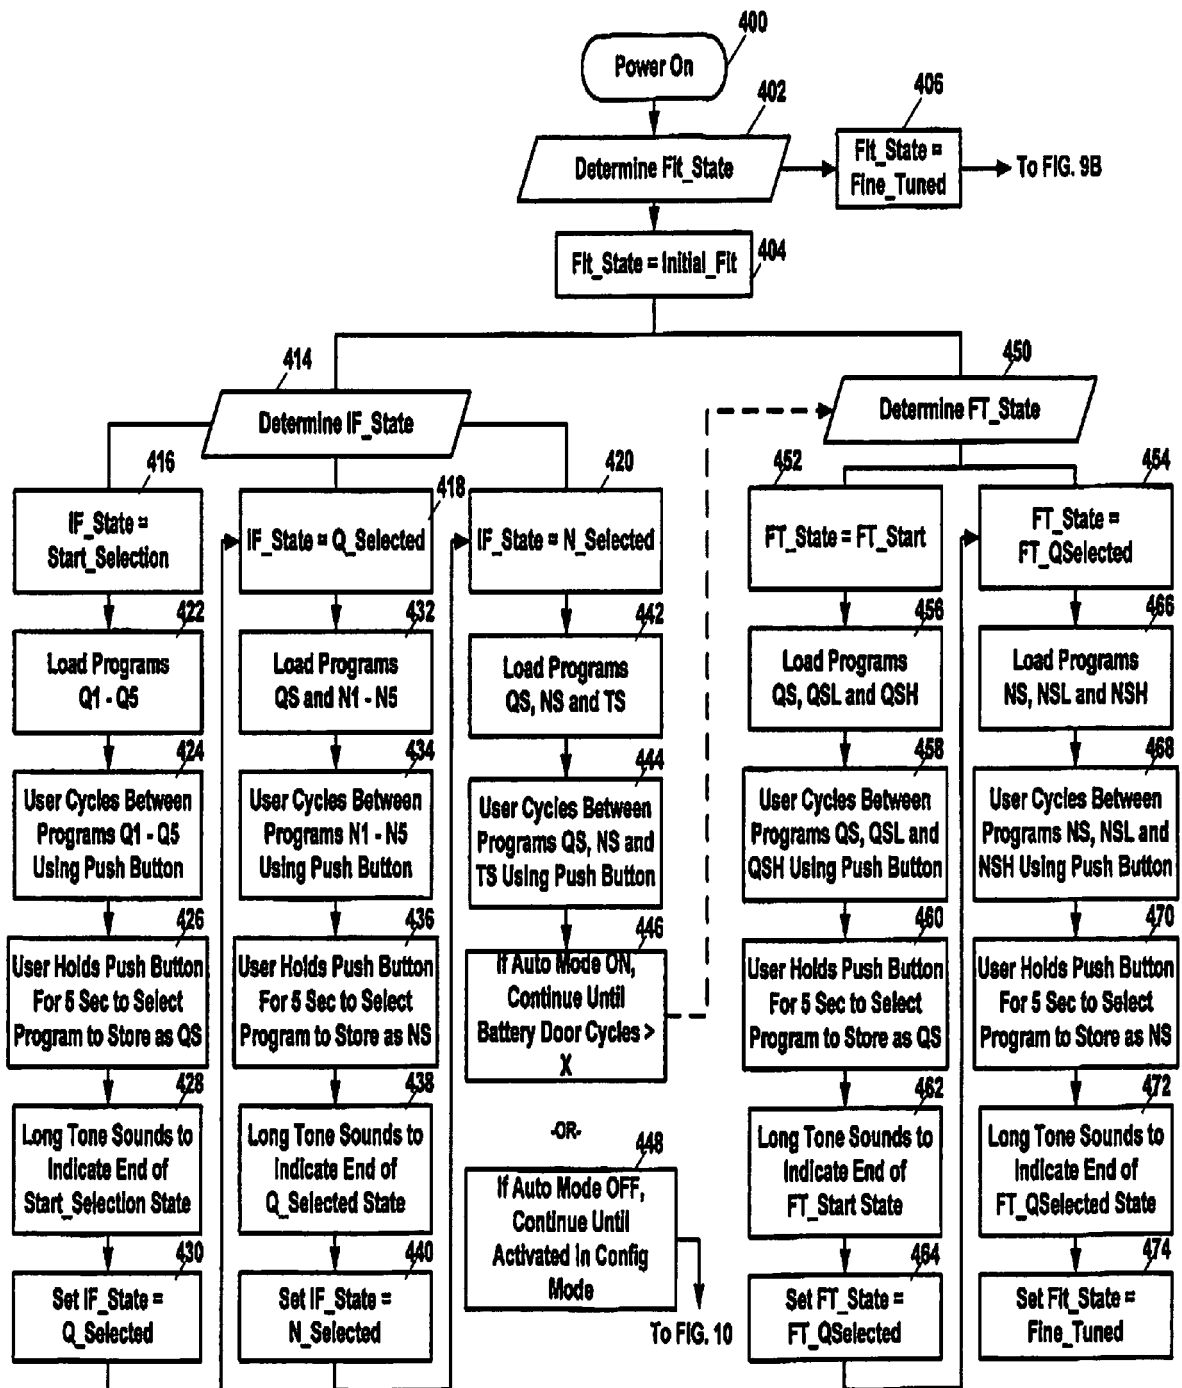 400
Power On
402
406
Determine Fit_State
Fit_State =
Fine_Tuned
To FIG. 9B
Fit_State = Initial_Fit
404
414
Determine IF_State
450
Determine FT_State
416
IF_State =
Start_Selection
422
Load Programs
Q1 - Q5
424
User Cycles Between
Programs Q1 - Q5
Using Push Button
426
User Holds Push Button
For 5 Sec to Select
Program to Store as QS
428
Long Tone Sounds to
Indicate End of
Start_Selection State
430
Set IF_State =
Q_Selected
418
IF_State = Q_Selected
432
Load Programs
QS and N1 - N5
434
User Cycles Between
Programs N1 - N5
Using Push Button
436
User Holds Push Button
For 5 Sec to Select
Program to Store as NS
438
Long Tone Sounds to
Indicate End of
Q_Selected State
440
Set IF_State =
N_Selected
420
IF_State = N_Selected
442
Load Programs
QS, NS and TS
444
User Cycles Between
Programs QS, NS and
TS Using Push Button
446
If Auto Mode ON,
Continue Until
Battery Door Cycles >
X
-OR-
448
If Auto Mode OFF,
Continue Until
Activated in Config
Mode
To FIG. 10
452
FT_State = FT_Start
456
Load Programs
QS, QSL and QSH
458
User Cycles Between
Programs QS, QSL and
QSH Using Push Button
460
User Holds Push Button
For 5 Sec to Select
Program to Store as QS
462
Long Tone Sounds to
Indicate End of
FT_Start State
464
Set FT_State =
FT_QSelected
454
FT_State =
FT_QSelected
466
Load Programs
NS, NSL and NSH
468
User Cycles Between
Programs NS, NSL and
NSH Using Push Button
470
User Holds Push Button
For 5 Sec to Select
Program to Store as NS
472
Long Tone Sounds to
Indicate End of
FT_QSelected State
474
Set Fit_State =
Fine_Tuned